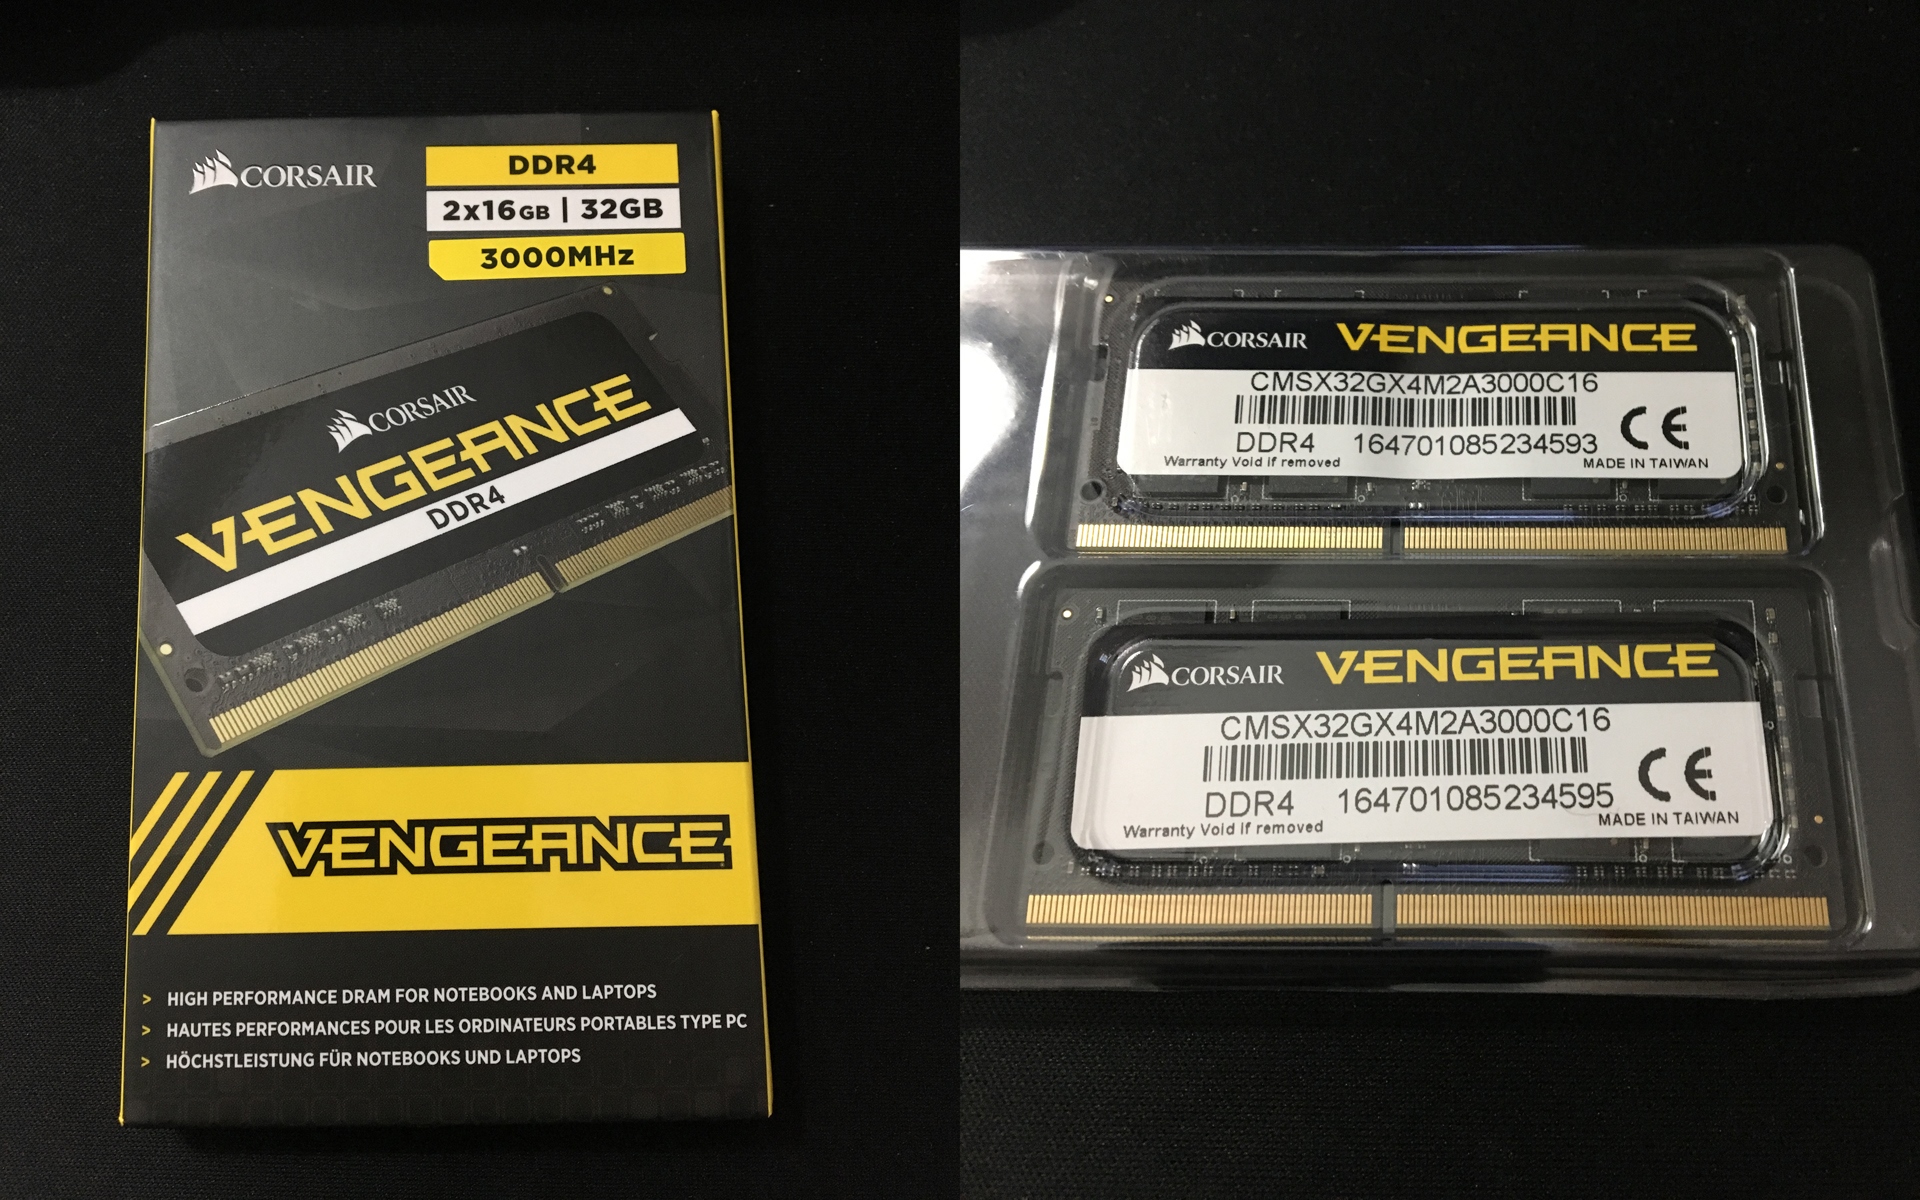 CORSAIR
DDR4
2x16GB | 32GB
3000MHz
CORSAIR
VENGEANCE
DDR4
VENGEANCE
> HIGH PERFORMANCE DRAM FOR NOTEBOOKS AND LAPTOPS
> HAUTES PERFORMANCES POUR LES ORDINATEURS PORTABLES TYPE PC
> HÖCHSTLEISTUNG FÜR NOTEBOOKS UND LAPTOPS
CORSAIR VENGEANCE
CMSX32GX4M2A3000C16
CE
DDR4 164701085234593
Warranty Void if removed MADE IN TAIWAN
CORSAIR VENGEANCE
CMSX32GX4M2A3000C16
CE
DDR4 164701085234595
Warranty Void if removed MADE IN TAIWAN